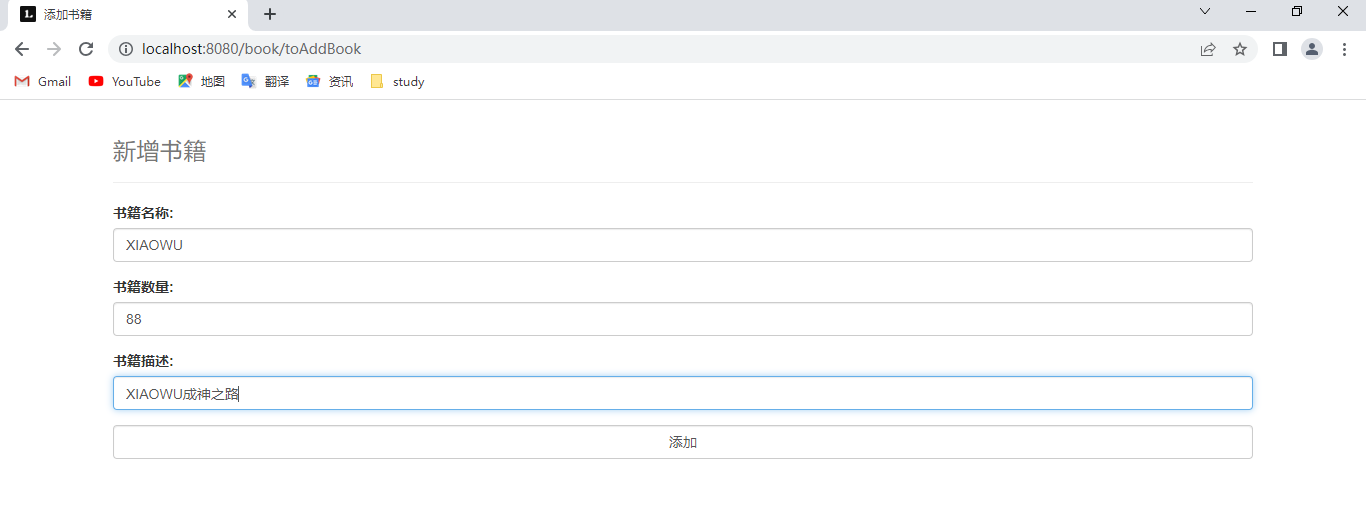 添加书籍
localhost:8080/book/toAddBook
Gmail YouTube 地图 翻译 资讯 study
新增书籍
书籍名称:
XIAOWU
书籍数量:
88
书籍描述:
XIAOWU成神之路
添加